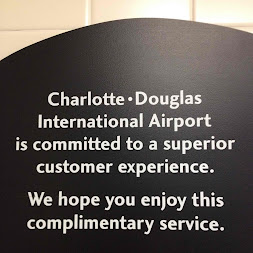 Charlotte·Douglas
International Airport
is committed to a superior
customer experience.
We hope you enjoy this
complimentary service.